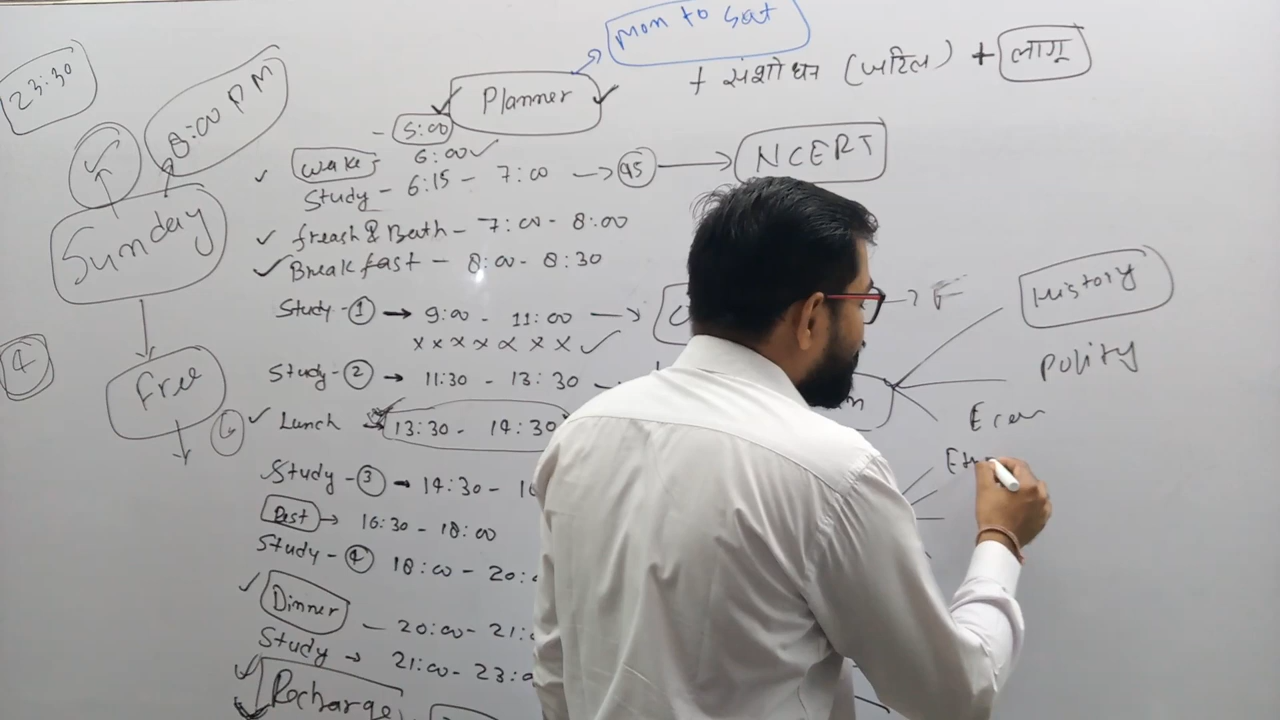 Mon to Sat
+ संशोधन (जटिल) + लागू
23:30
8:00 PM
Planner
- 5:00
Wake 6:00
Study - 6:15 - 7:00 → 45 → NCERT
Sunday
freash & Bath - 7:00 - 8:00
Breakfast - 8:00 - 8:30
Study - 1 → 9:00 - 11:00 →
→ F
History
xxxxxxx
4
Free
Study - 2 → 11:30 - 13:30
Polity
6
Lunch 13:30 - 14:30
Study - 3 - 14:30 -
Rest → 16:30 - 18:00
Study - 4 18:00 - 20:
Dinner - 20:00 - 21:
Study → 21:00 - 23:
Recharge